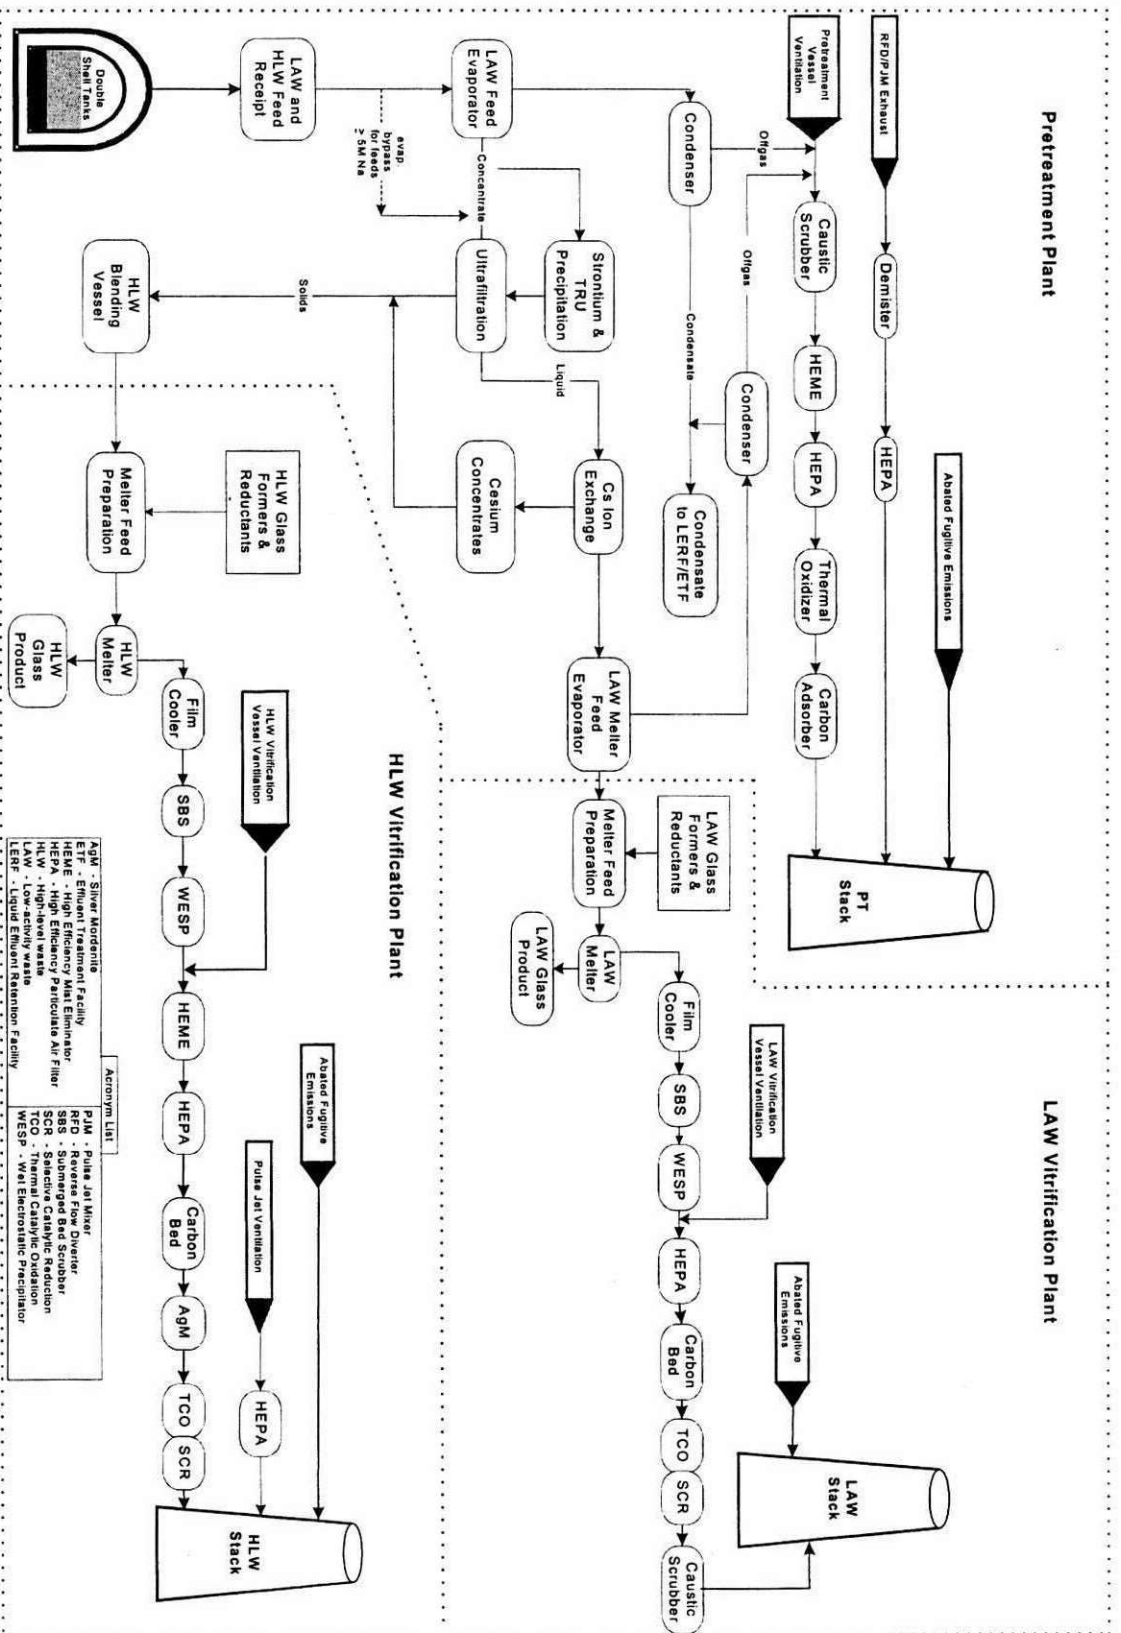 Pretreatment Plant
RFD/PJM Exhaust
Demister
HEPA
Abated Fugitive Emissions
Pretreatment
Vessel
Ventilation
Caustic
Scrubber
HEME
HEPA
Thermal
Oxidizer
Carbon
Adsorber
PT
Stack
Offgas
Offgas
Condenser
Condensate
Condenser
Condensate
to LERF/ETF
Double
Shell Tanks
LAW and
HLW Feed
Receipt
LAW Feed
Evaporator
evap.
bypass
for feeds
≥ 5M Na
Concentrate
Strontium &
TRU
Precipitation
Ultrafiltration
Liquid
Solids
Cs Ion
Exchange
Cesium
Concentrates
LAW Melter
Feed
Evaporator
HLW
Blending
Vessel
LAW Vitrification Plant
LAW Glass
Formers &
Reductants
Melter Feed
Preparation
LAW
Melter
LAW Glass
Product
Film
Cooler
SBS
WESP
LAW Vitrification
Vessel Ventilation
HEPA
Carbon
Bed
TCO
SCR
Caustic
Scrubber
Abated Fugitive
Emissions
LAW
Stack
HLW Vitrification Plant
HLW Glass
Formers &
Reductants
Melter Feed
Preparation
HLW
Melter
HLW
Glass
Product
Film
Cooler
SBS
WESP
HLW Vitrification
Vessel Ventilation
HEME
HEPA
Carbon
Bed
AgM
TCO
SCR
Abated Fugitive
Emissions
Pulse Jet Ventilation
HEPA
HLW
Stack
Acronym List
AgM - Silver Mordenite
ETF - Effluent Treatment Facility
HEME - High Efficiency Mist Eliminator
HEPA - High Efficiency Particulate Air Filter
HLW - High-level waste
LAW - Low-activity waste
LERF - Liquid Effluent Retention Facility
PJM - Pulse Jet Mixer
RFD - Reverse Flow Diverter
SBS - Submerged Bed Scrubber
SCR - Selective Catalytic Reduction
TCO - Thermal Catalytic Oxidation
WESP - Wet Electrostatic Precipitator